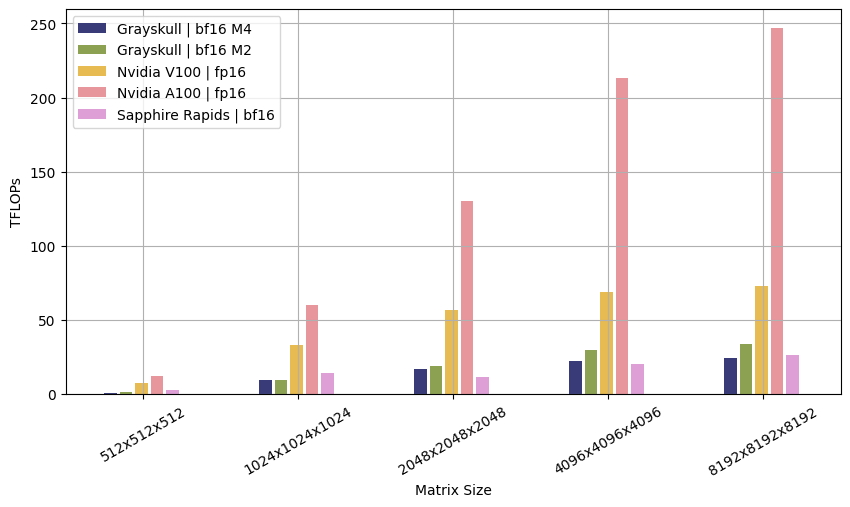 250
200
150
100
50
0
TFLOPs
Grayskull | bf16 M4
Grayskull | bf16 M2
Nvidia V100 | fp16
Nvidia A100 | fp16
Sapphire Rapids | bf16
512x512x512
1024x1024x1024
2048x2048x2048
4096x4096x4096
8192x8192x8192
Matrix Size